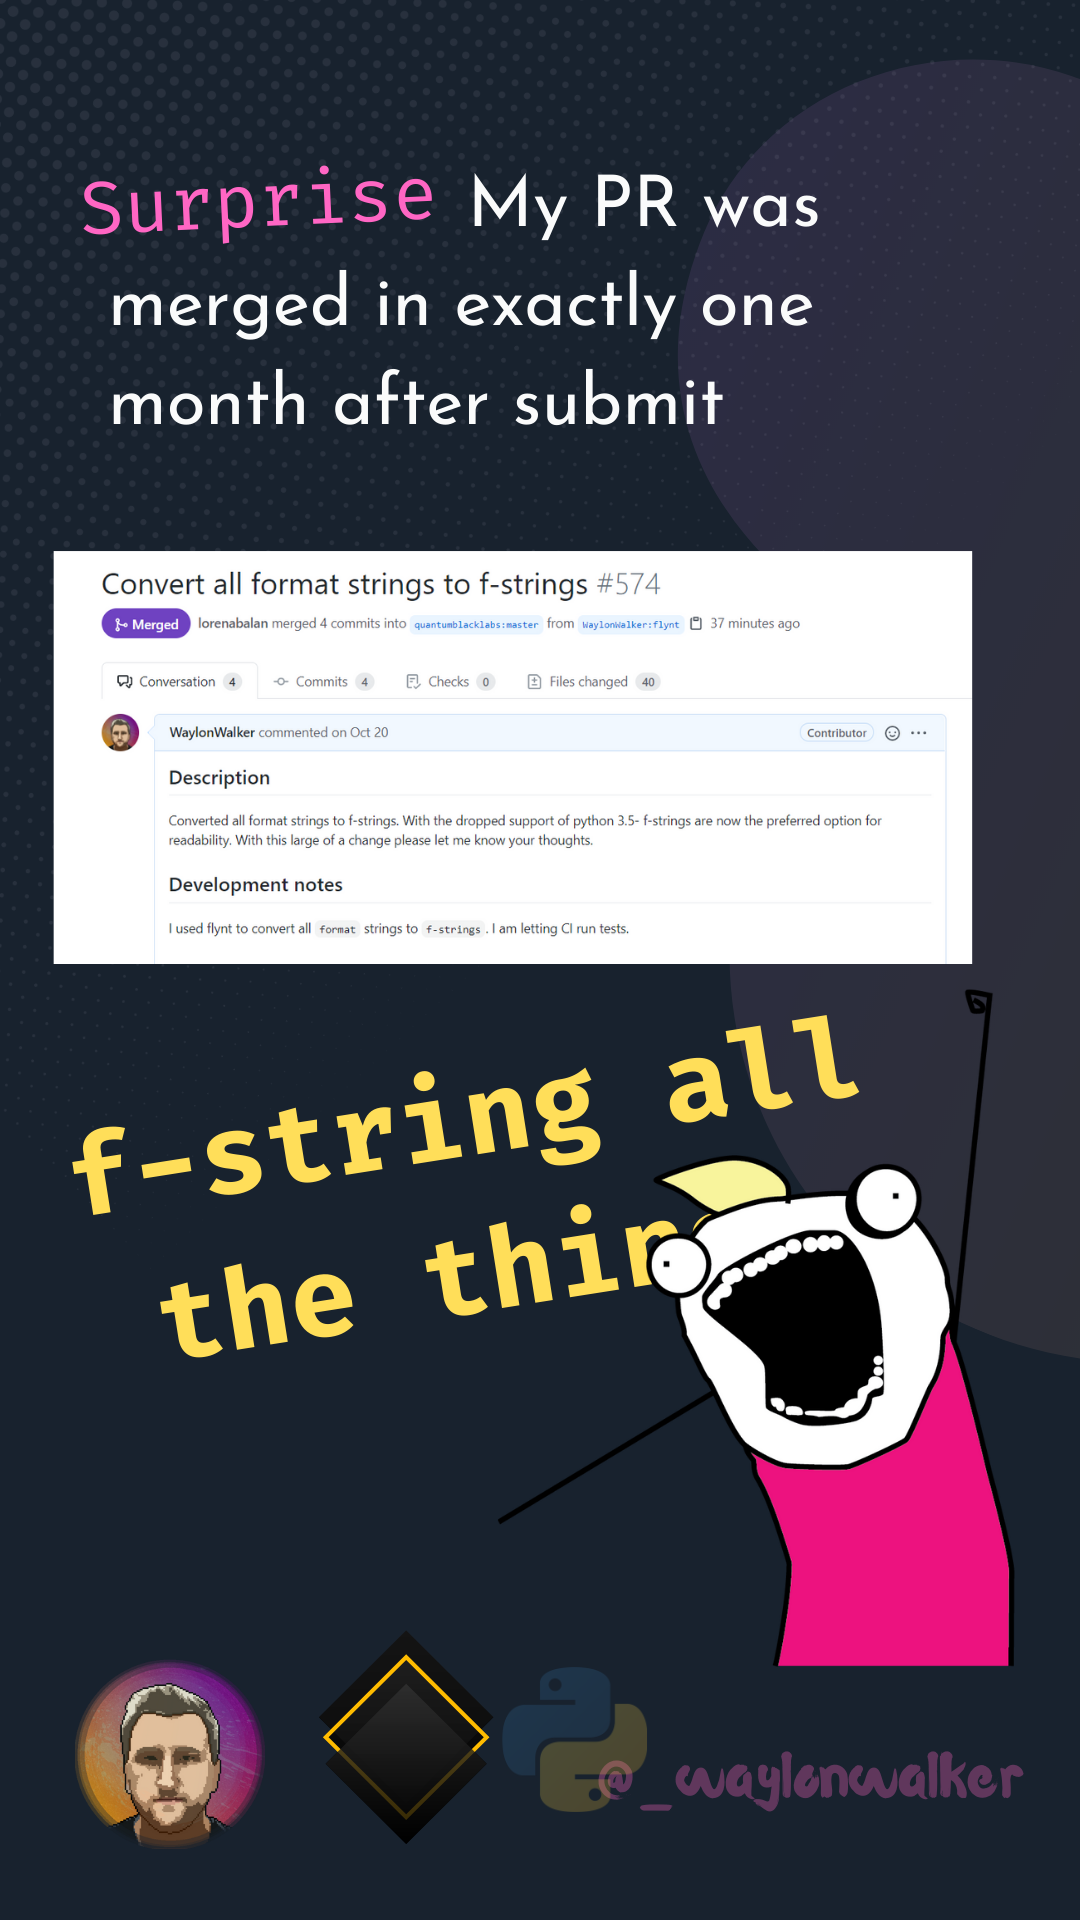 Surprise My PR was
merged in exactly one
month after submit
Convert all format strings to f-strings #574
Merged lorenabalan merged 4 commits into quantumblacklabs:master from WaylonWalker:flynt 37 minutes ago
Conversation 4 Commits 4 Checks 0 Files changed 40
WaylonWalker commented on Oct 20 Contributor ...
Description
Converted all format strings to f-strings. With the dropped support of python 3.5- f-strings are now the preferred option for
readability. With this large of a change please let me know your thoughts.
Development notes
I used flynt to convert all format strings to f-strings. I am letting CI run tests.
f-string all
the
@_waylonwalker